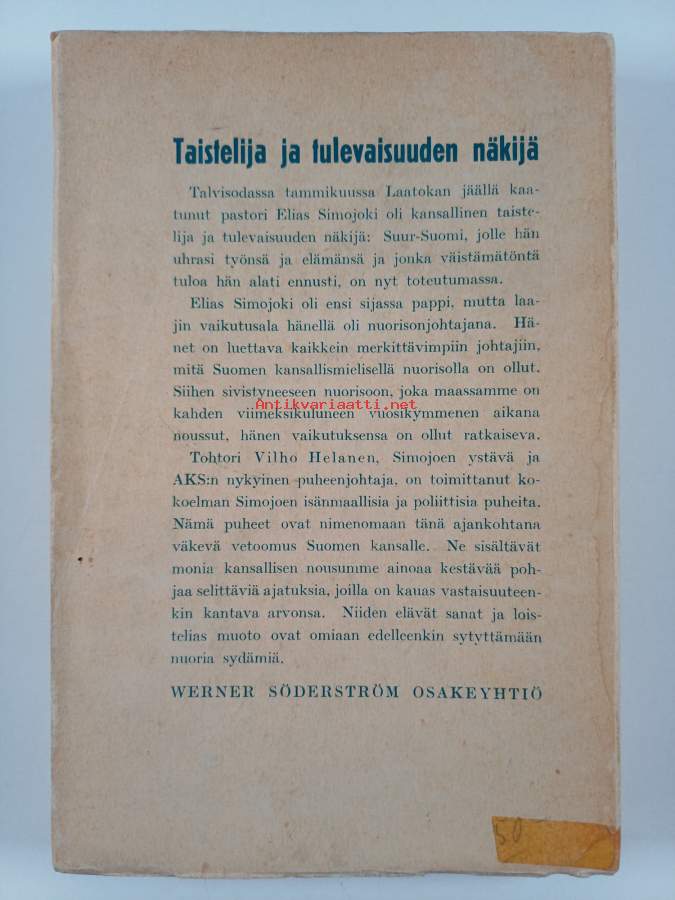 Taistelija ja tulevaisuuden näkijä
Talvisodassa tammikuussa Laatokan jäällä kaa-
tunut pastori Elias Simojoki oli kansallinen taiste-
lija ja tulevaisuuden näkijä: Suur-Suomi, jolle hän
uhrasi työnsä ja elämänsä ja jonka väistämätöntä
tuloa hän alati ennusti, on nyt toteutumassa.
Elias Simojoki oli ensi sijassa pappi, mutta laa-
jin vaikutusala hänellä oli nuorisonjohtajana. Hä-
net on luettava kaikkein merkittävimpiin johtajiin,
mitä Suomen kansallismielisellä nuorisolla on ollut.
Siihen sivistyneeseen nuorisoon, joka maassamme on
Antikvariaatti.net
kahden viimeksikuluneen vuosikymmenen aikana
noussut, hänen vaikutuksensa on ollut ratkaiseva.
Tohtori Vilho Helanen, Simojoen ystävä ja
AKS:n nykyinen puheenjohtaja, on toimittanut ko-
koelman Simojoen isänmaallisia ja poliittisia puheita.
Nämä puheet ovat nimenomaan tänä ajankohtana
väkevä vetoomus Suomen kansalle. Ne sisältävät
monia kansallisen nousumme ainoaa kestävää poh-
jaa selittäviä ajatuksia, joilla on kauas vastaisuuteen-
kin kantava arvonsa. Niiden elävät sanat ja lois-
telias muoto ovat omiaan edelleenkin sytyttämään
nuoria sydämiä.
WERNER SÖDERSTRÖM OSAKEYHTIÖ
50